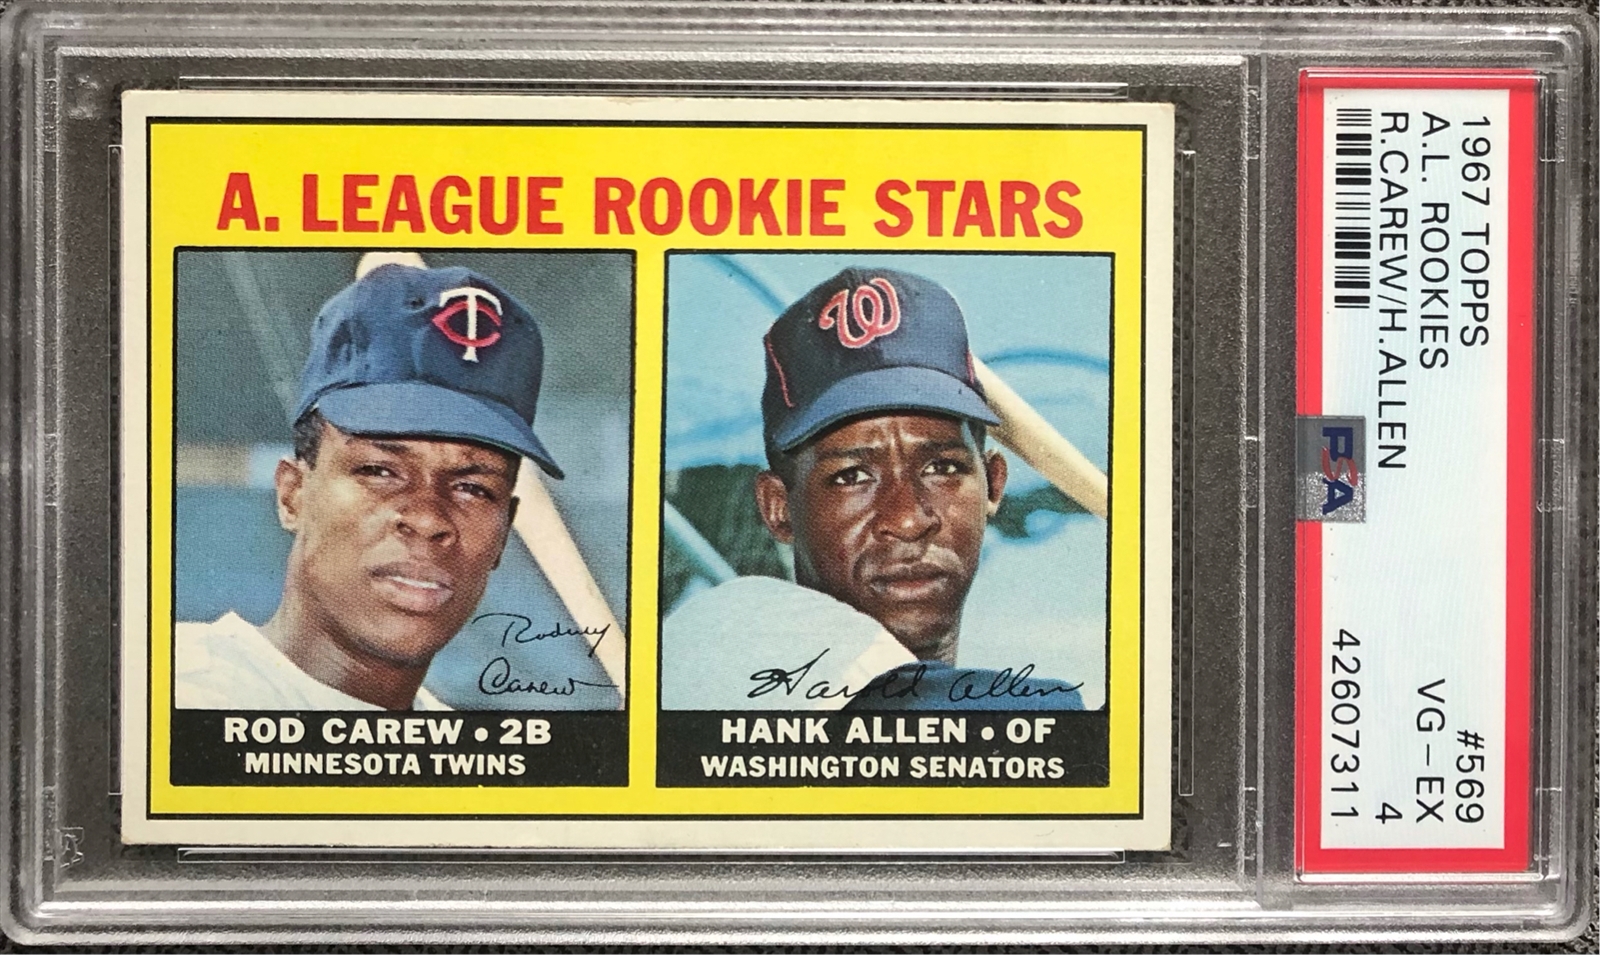 A. LEAGUE ROOKIE STARS
TC
W
Rodney
Carew
Harold Allen
ROD CAREW • 2B
MINNESOTA TWINS
HANK ALLEN • OF
WASHINGTON SENATORS
1967 TOPPS #569
A.L. ROOKIES VG-EX
R.CAREW/H.ALLEN 4
42607311
PSA